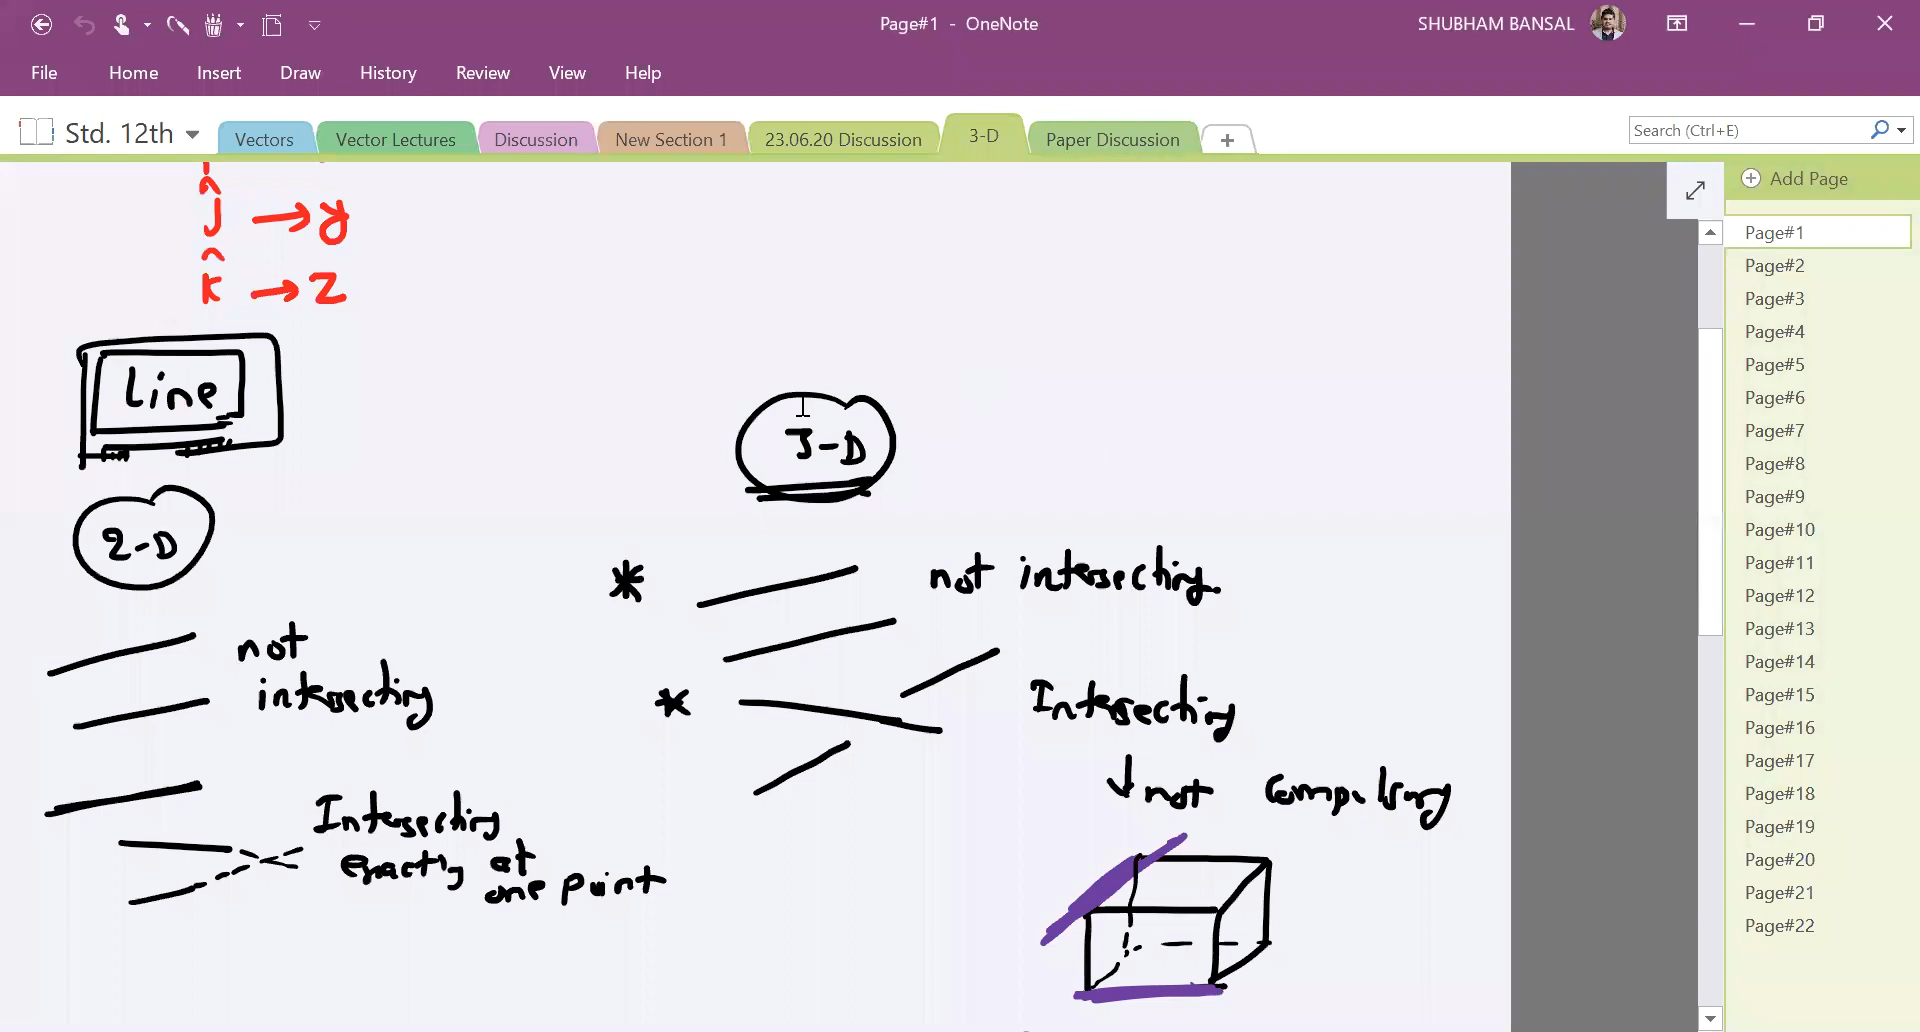 Page#1 - OneNote
SHUBHAM BANSAL
File Home Insert Draw History Review View Help
Std. 12th
Vectors
Vector Lectures
Discussion
New Section 1
23.06.20 Discussion
3-D
Paper Discussion
Search (Ctrl+E)
Add Page
Page#1
Page#2
Page#3
Page#4
Page#5
Page#6
Page#7
Page#8
Page#9
Page#10
Page#11
Page#12
Page#13
Page#14
Page#15
Page#16
Page#17
Page#18
Page#19
Page#20
Page#21
Page#22
ĵ → y
k̂ → z
Line
2-D
not
intersecting
Intersecting
exactly at
one point
3-D
* not intersecting.
* Intersecting
↓ not compulsory